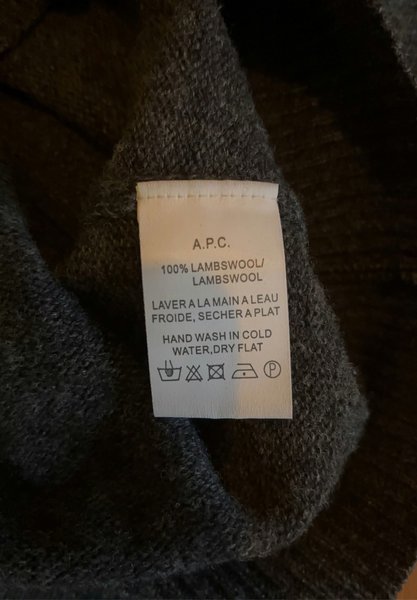 A.P.C.
100% LAMBSWOOL/
LAMBSWOOL
LAVER A LA MAIN A LEAU
FROIDE, SECHER A PLAT
HAND WASH IN COLD
WATER,DRY FLAT
P